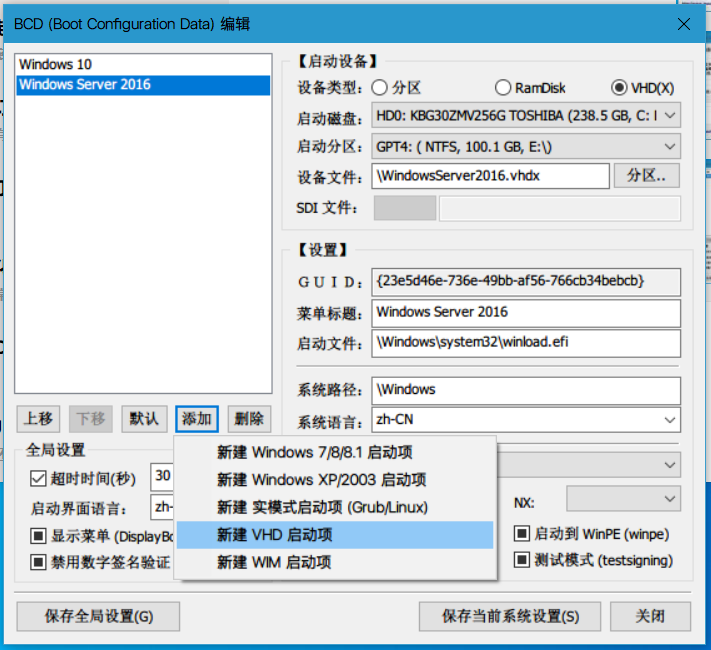 BCD (Boot Configuration Data) 编辑
Windows 10
Windows Server 2016
【启动设备】
设备类型: 分区 RamDisk VHD(X)
启动磁盘: HD0: KBG30ZMV256G TOSHIBA (238.5 GB, C:
启动分区: GPT4: ( NTFS, 100.1 GB, E:\)
设备文件: \WindowsServer2016.vhdx 分区..
SDI 文件:
【设置】
GUID: {23e5d46e-736e-49bb-af56-766cb34bebcb}
菜单标题: Windows Server 2016
启动文件: \Windows\system32\winload.efi
系统路径: \Windows
系统语言: zh-CN
上移 下移 默认 添加 删除
全局设置
超时时间(秒) 30
启动界面语言: zh-
显示菜单 (DisplayBo
禁用数字签名验证
新建 Windows 7/8/8.1 启动项
新建 Windows XP/2003 启动项
新建 实模式启动项 (Grub/Linux)
新建 VHD 启动项
新建 WIM 启动项
NX:
启动到 WinPE (winpe)
测试模式 (testsigning)
保存全局设置(G) 保存当前系统设置(S) 关闭